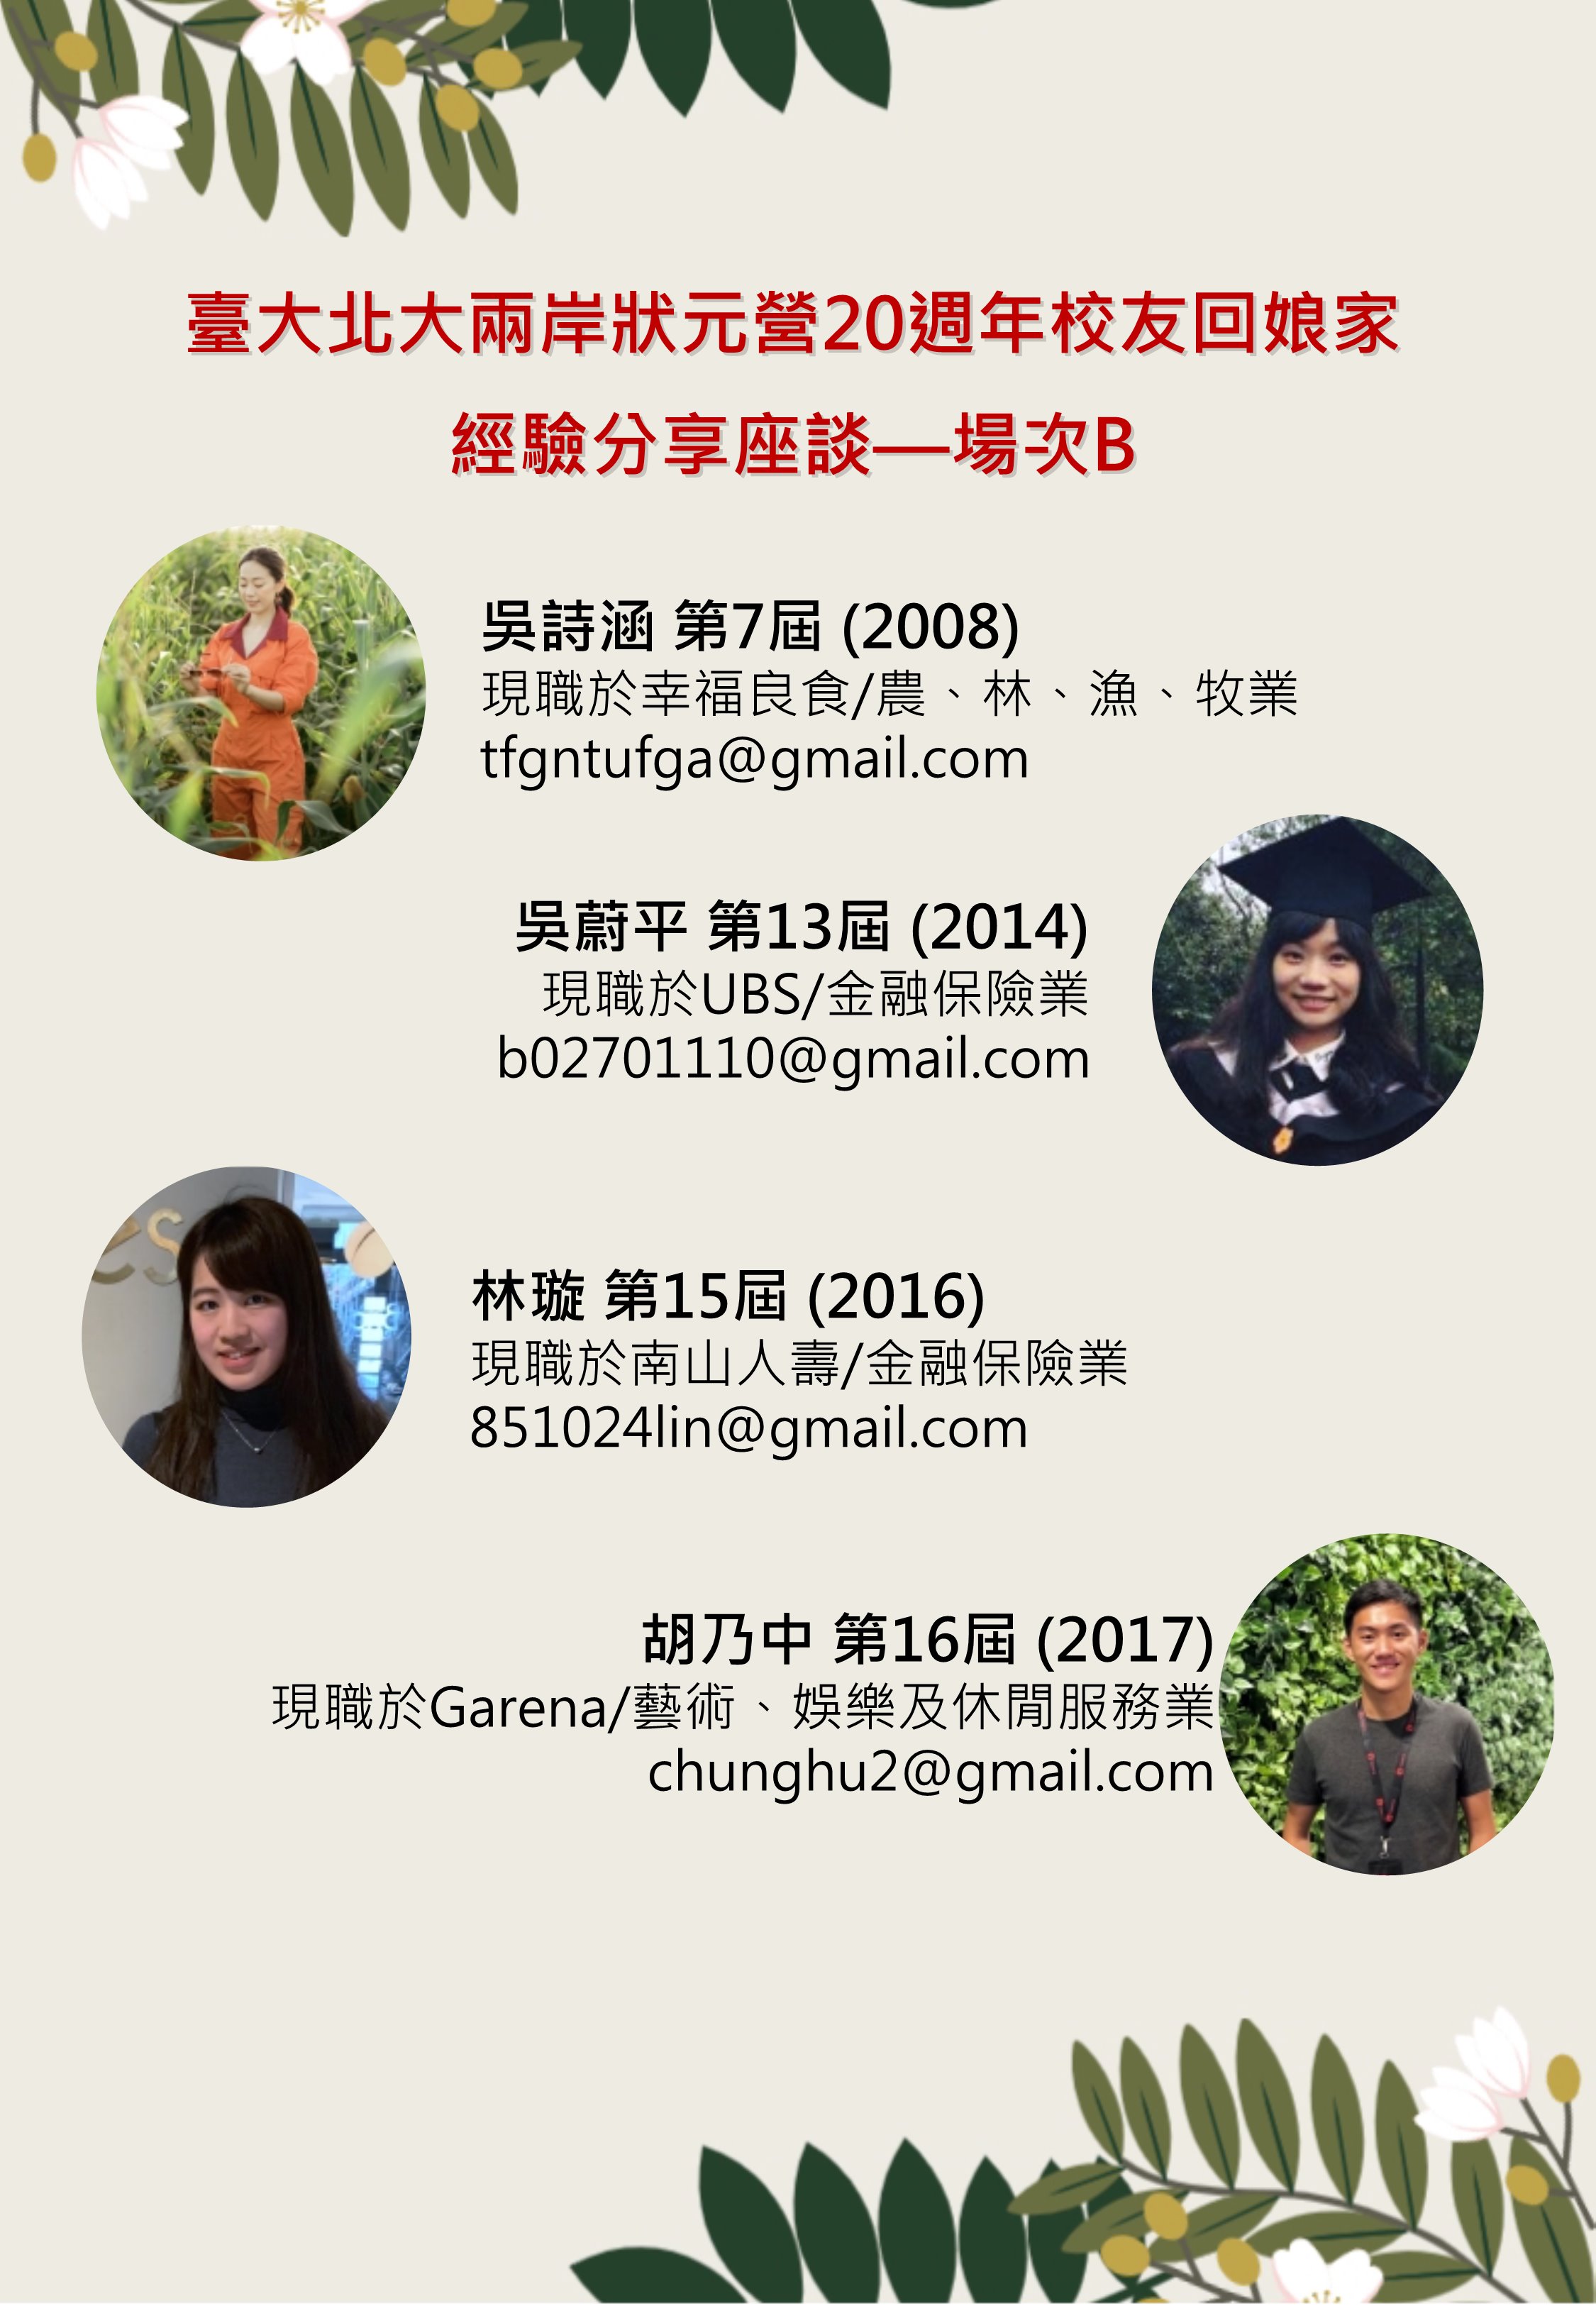 臺大北大兩岸狀元營20週年校友回娘家
經驗分享座談—場次B
吳詩涵 第7屆 (2008)
現職於幸福良食/農、林、漁、牧業
tfgntufga@gmail.com
吳蔚平 第13屆 (2014)
現職於UBS/金融保險業
b02701110@gmail.com
林璇 第15屆 (2016)
現職於南山人壽/金融保險業
851024lin@gmail.com
胡乃中 第16屆 (2017)
現職於Garena/藝術、娛樂及休閒服務業
chunghu2@gmail.com